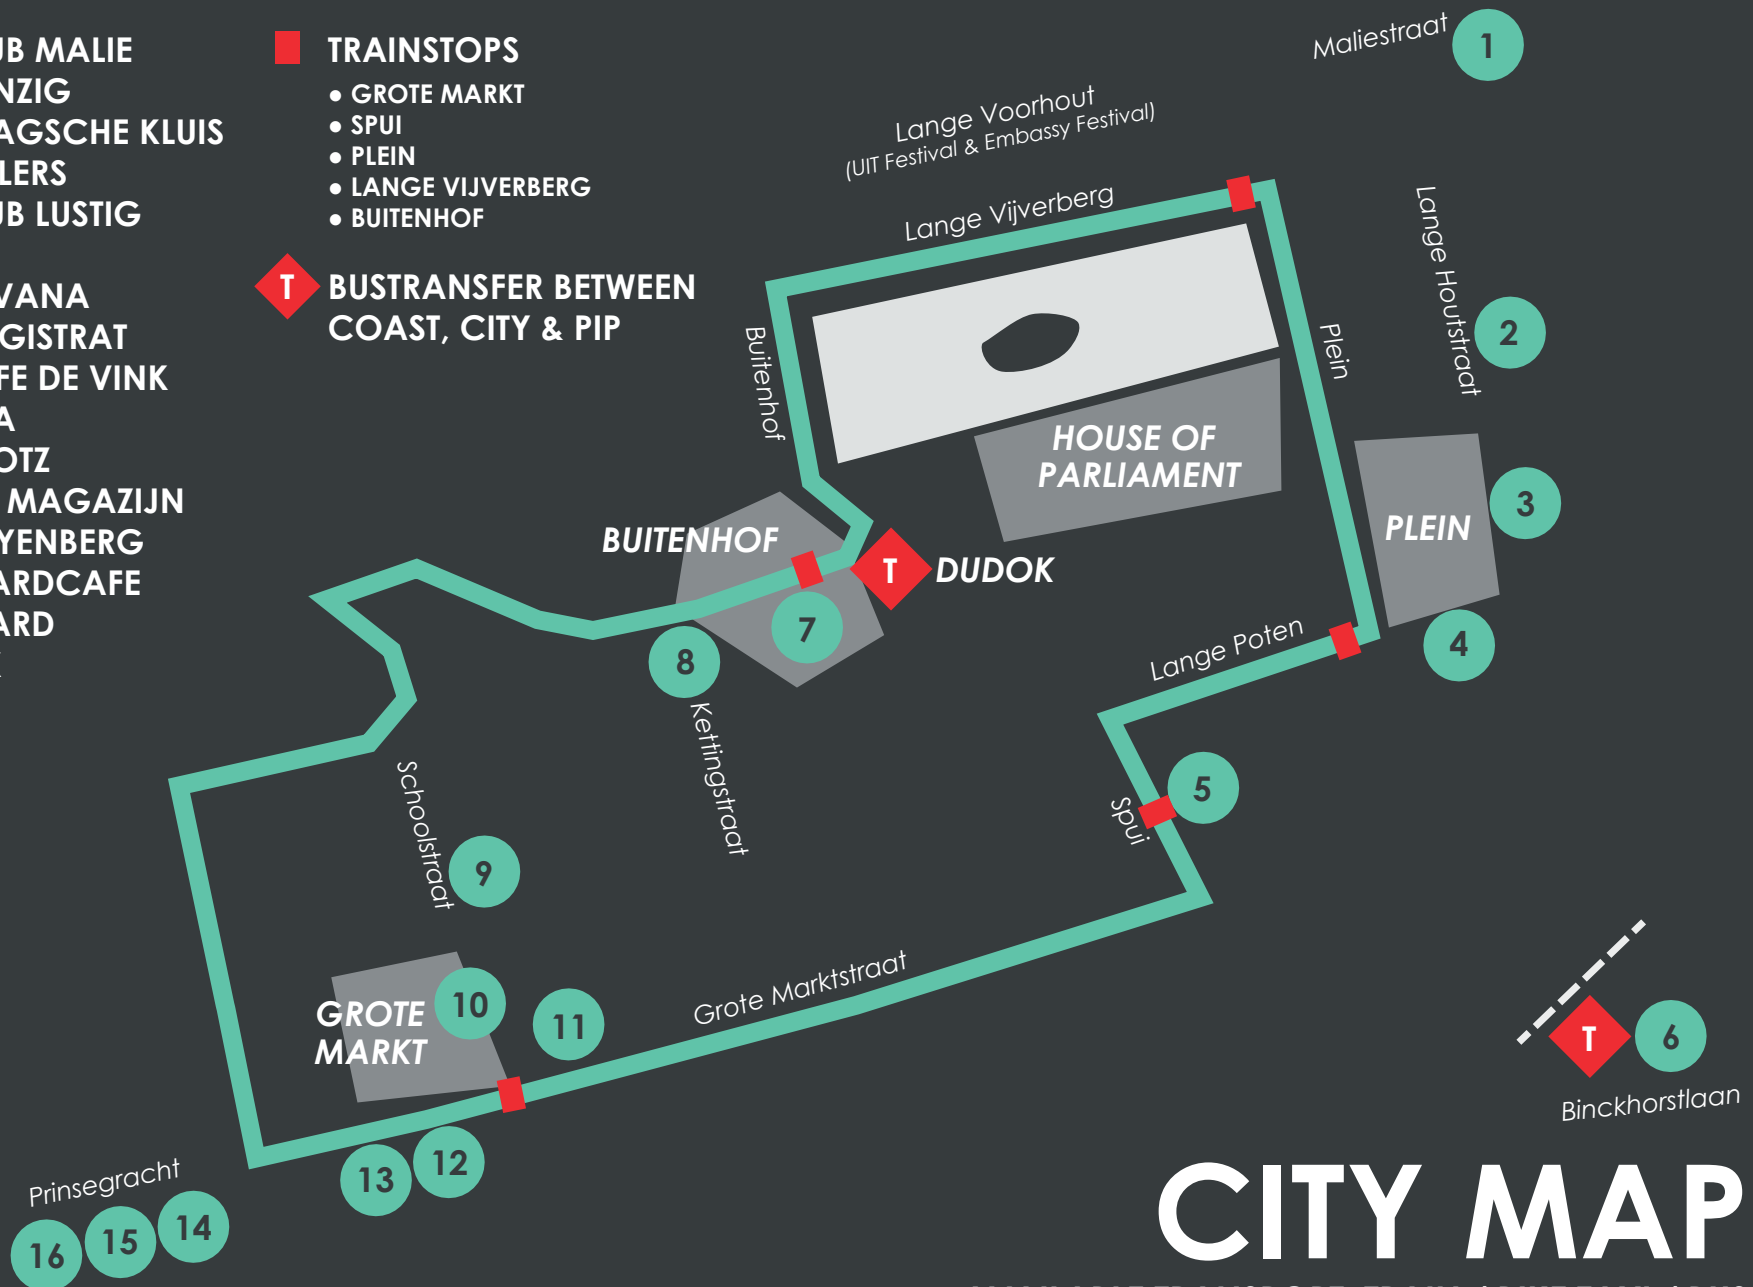 UB MALIE
NZIG
AGSCHE KLUIS
LERS
UB LUSTIG
VANA
GISTRAT
FE DE VINK
A
OTZ
MAGAZIJN
YENBERG
ARDCAFE
ARD
TRAINSTOPS
● GROTE MARKT
● SPUI
● PLEIN
● LANGE VIJVERBERG
● BUITENHOF
T BUSTRANSFER BETWEEN
COAST, CITY & PIP
Maliestraat
1
Lange Voorhout
(UIT Festival & Embassy Festival)
Lange Vijverberg
Lange Houtstraat
2
Buitenhof
Plein
HOUSE OF
PARLIAMENT
PLEIN
3
BUITENHOF
T DUDOK
7
8
4
Lange Poten
Kettingstraat
Schoolstraat
5
Spui
9
Grote Marktstraat
GROTE
MARKT
10
11
T
6
Binckhorstlaan
13
12
Prinsegracht
16
15
14
CITY MAP